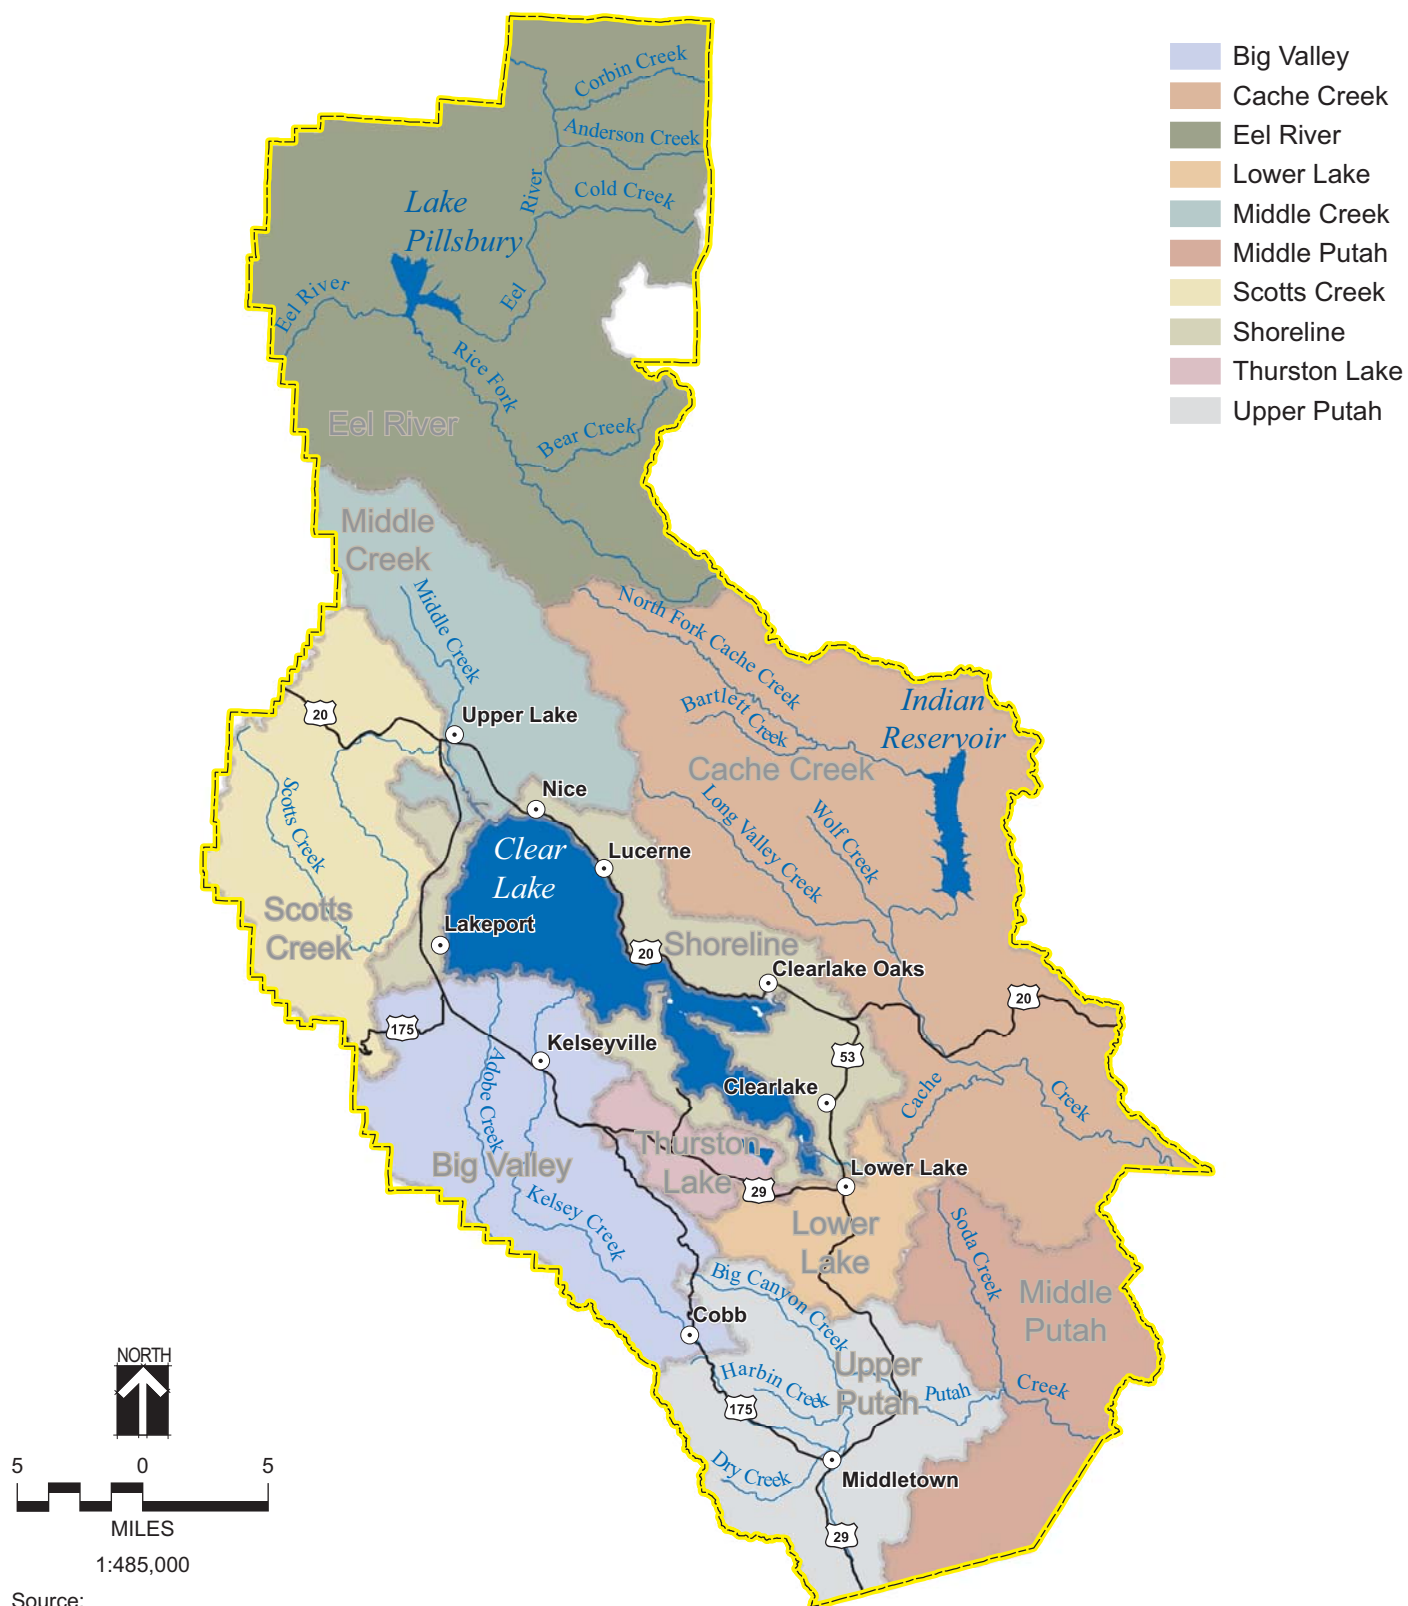 Big Valley
Cache Creek
Eel River
Lower Lake
Middle Creek
Middle Putah
Scotts Creek
Shoreline
Thurston Lake
Upper Putah
Corbin Creek
Anderson Creek
Cold Creek
River
Eel
Lake
Pillsbury
Eel River
Rice Fork
Bear Creek
Eel River
Middle
Creek
Middle Creek
North Fork Cache Creek
Bartlett Creek
Indian
Reservoir
20
Upper Lake
Cache Creek
Nice
Long Valley Creek
Wolf Creek
Scotts Creek
Clear
Lake
Lucerne
Scotts
Creek
Lakeport
20
Shoreline
Clearlake Oaks
20
175
Kelseyville
53
Adobe Creek
Clearlake
Cache
Creek
Thurston
Lake
Big Valley
29
Lower Lake
Kelsey Creek
Lower
Lake
Soda Creek
Big Canyon Creek
Middle
Putah
Cobb
Harbin Creek
Upper
Putah
Putah
Creek
175
Dry Creek
Middletown
29
NORTH
5 0 5
MILES
1:485,000
Source: